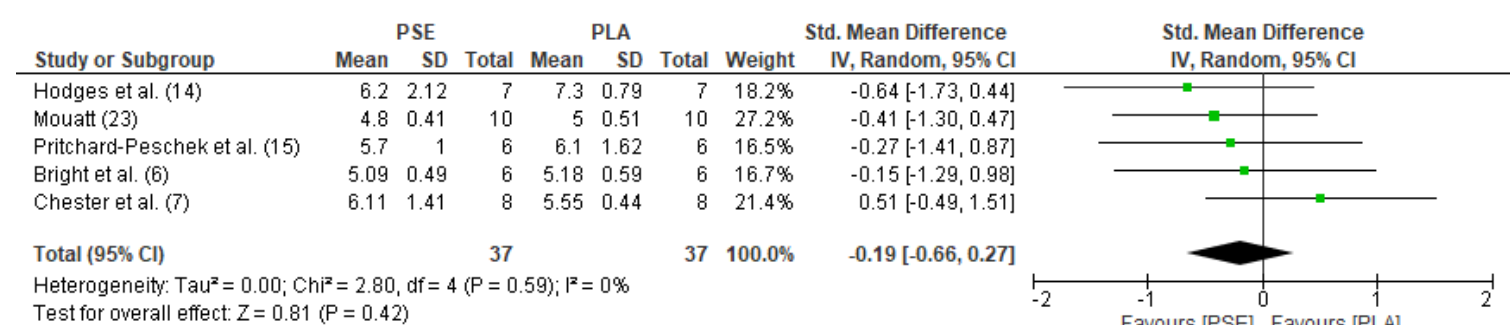 PSE PLA Std. Mean Difference Std. Mean Difference
Study or Subgroup Mean SD Total Mean SD Total Weight IV, Random, 95% CI IV, Random, 95% CI
Hodges et al. (14) 6.2 2.12 7 7.3 0.79 7 18.2% -0.64 [-1.73, 0.44]
Mouatt (23) 4.8 0.41 10 5 0.51 10 27.2% -0.41 [-1.30, 0.47]
Pritchard-Peschek et al. (15) 5.7 1 6 6.1 1.62 6 16.5% -0.27 [-1.41, 0.87]
Bright et al. (6) 5.09 0.49 6 5.18 0.59 6 16.7% -0.15 [-1.29, 0.98]
Chester et al. (7) 6.11 1.41 8 5.55 0.44 8 21.4% 0.51 [-0.49, 1.51]
Total (95% CI) 37 37 100.0% -0.19 [-0.66, 0.27]
Heterogeneity: Tau² = 0.00; Chi² = 2.80, df = 4 (P = 0.59); I² = 0%
Test for overall effect: Z = 0.81 (P = 0.42)
-2 -1 0 1 2
Favours [PSE] Favours [PLA]